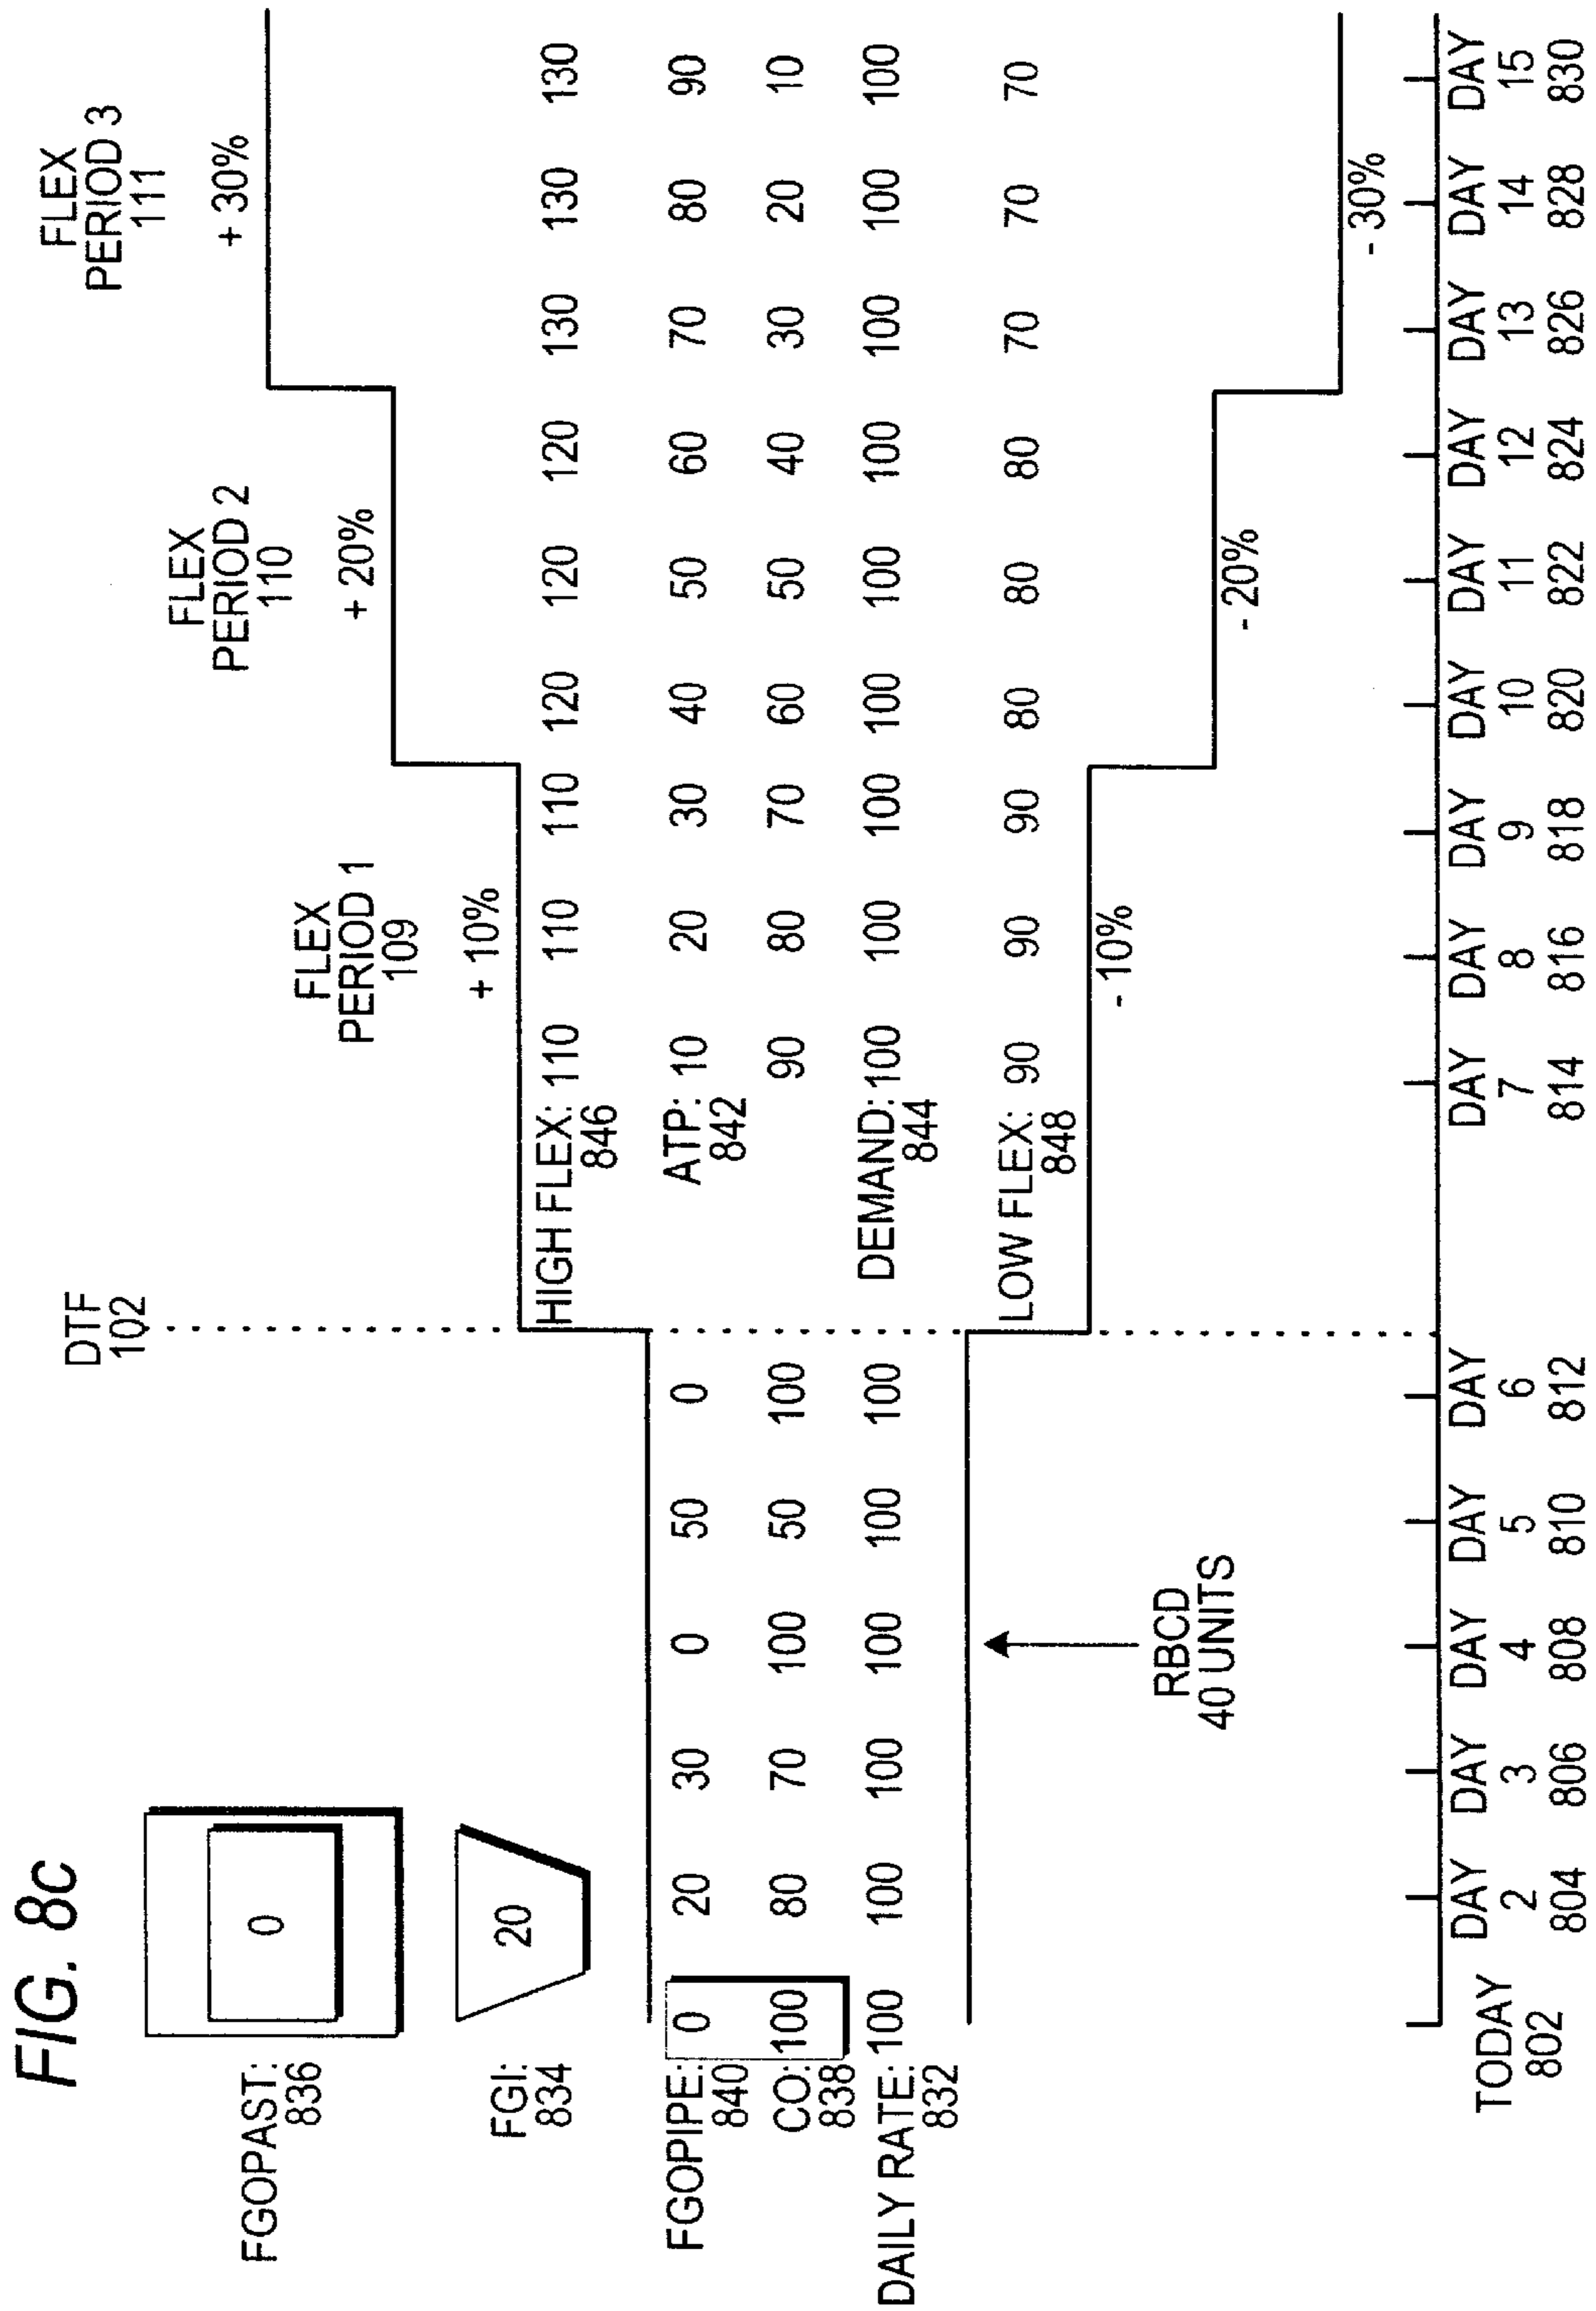 FIG. 8c
DTF
102
FLEX
PERIOD 1
109
+ 10%
FLEX
PERIOD 2
110
+ 20%
FLEX
PERIOD 3
111
+ 30%
FGOPAST:
836
0
FGI:
834
20
HIGH FLEX: 110 110 110 120 120 120 130 130 130
846
FGOPIPE: 0 20 30 0 50 0
840
ATP: 10 20 30 40 50 60 70 80 90
842
CO: 100 80 70 100 50 100 90 80 70 60 50 40 30 20 10
838
DAILY RATE: 100 100 100 100 100 100
832
DEMAND: 100 100 100 100 100 100 100 100 100
844
LOW FLEX: 90 90 90 80 80 80 70 70 70
848
- 10%
- 20%
- 30%
RBCD
40 UNITS
TODAY
802
DAY
2
804
DAY
3
806
DAY
4
808
DAY
5
810
DAY
6
812
DAY
7
814
DAY
8
816
DAY
9
818
DAY
10
820
DAY
11
822
DAY
12
824
DAY
13
826
DAY
14
828
DAY
15
830